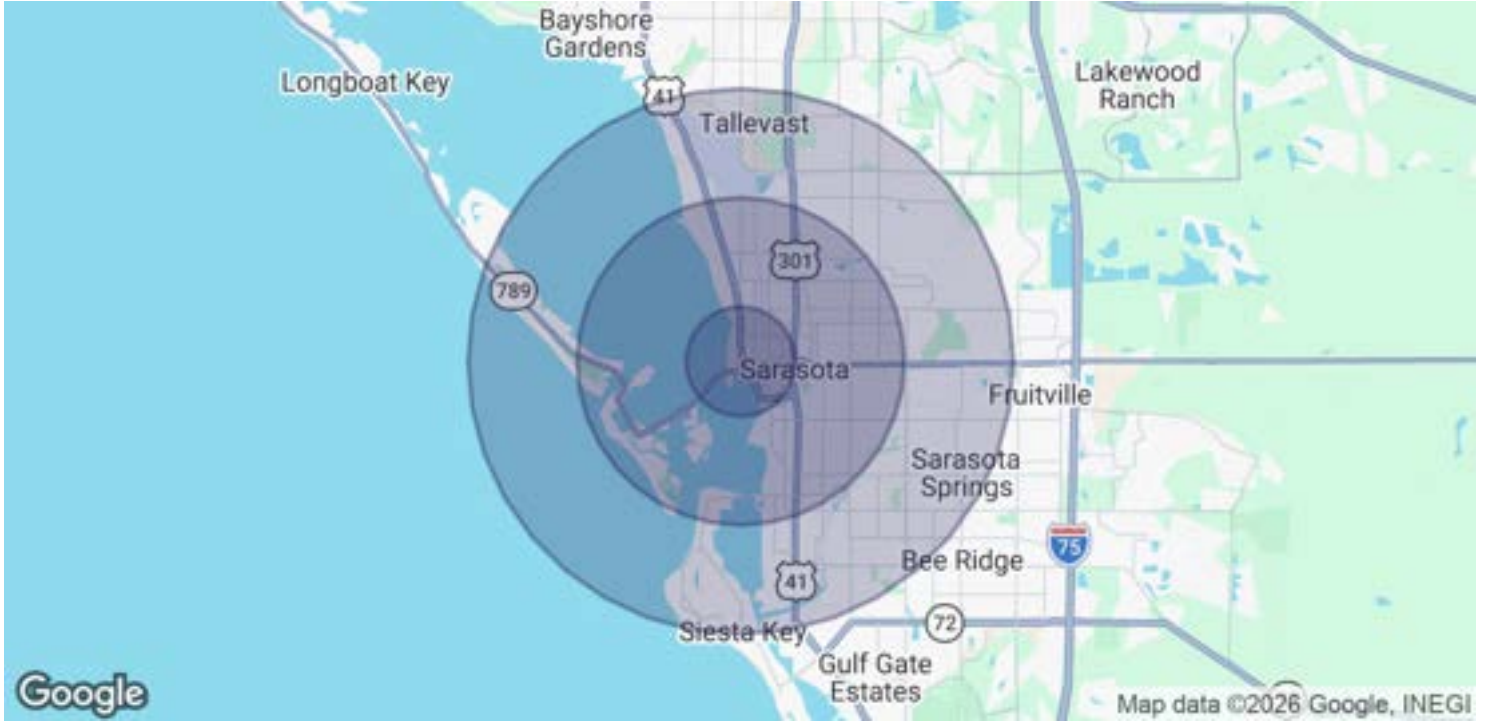 Bayshore
Gardens
Longboat Key
Lakewood
Ranch
41
Tallevast
301
789
Sarasota
Fruitville
Sarasota
Springs
75
Bee Ridge
41
72
Siesta Key
Gulf Gate
Estates
Google
Map data ©2026 Google, INEGI